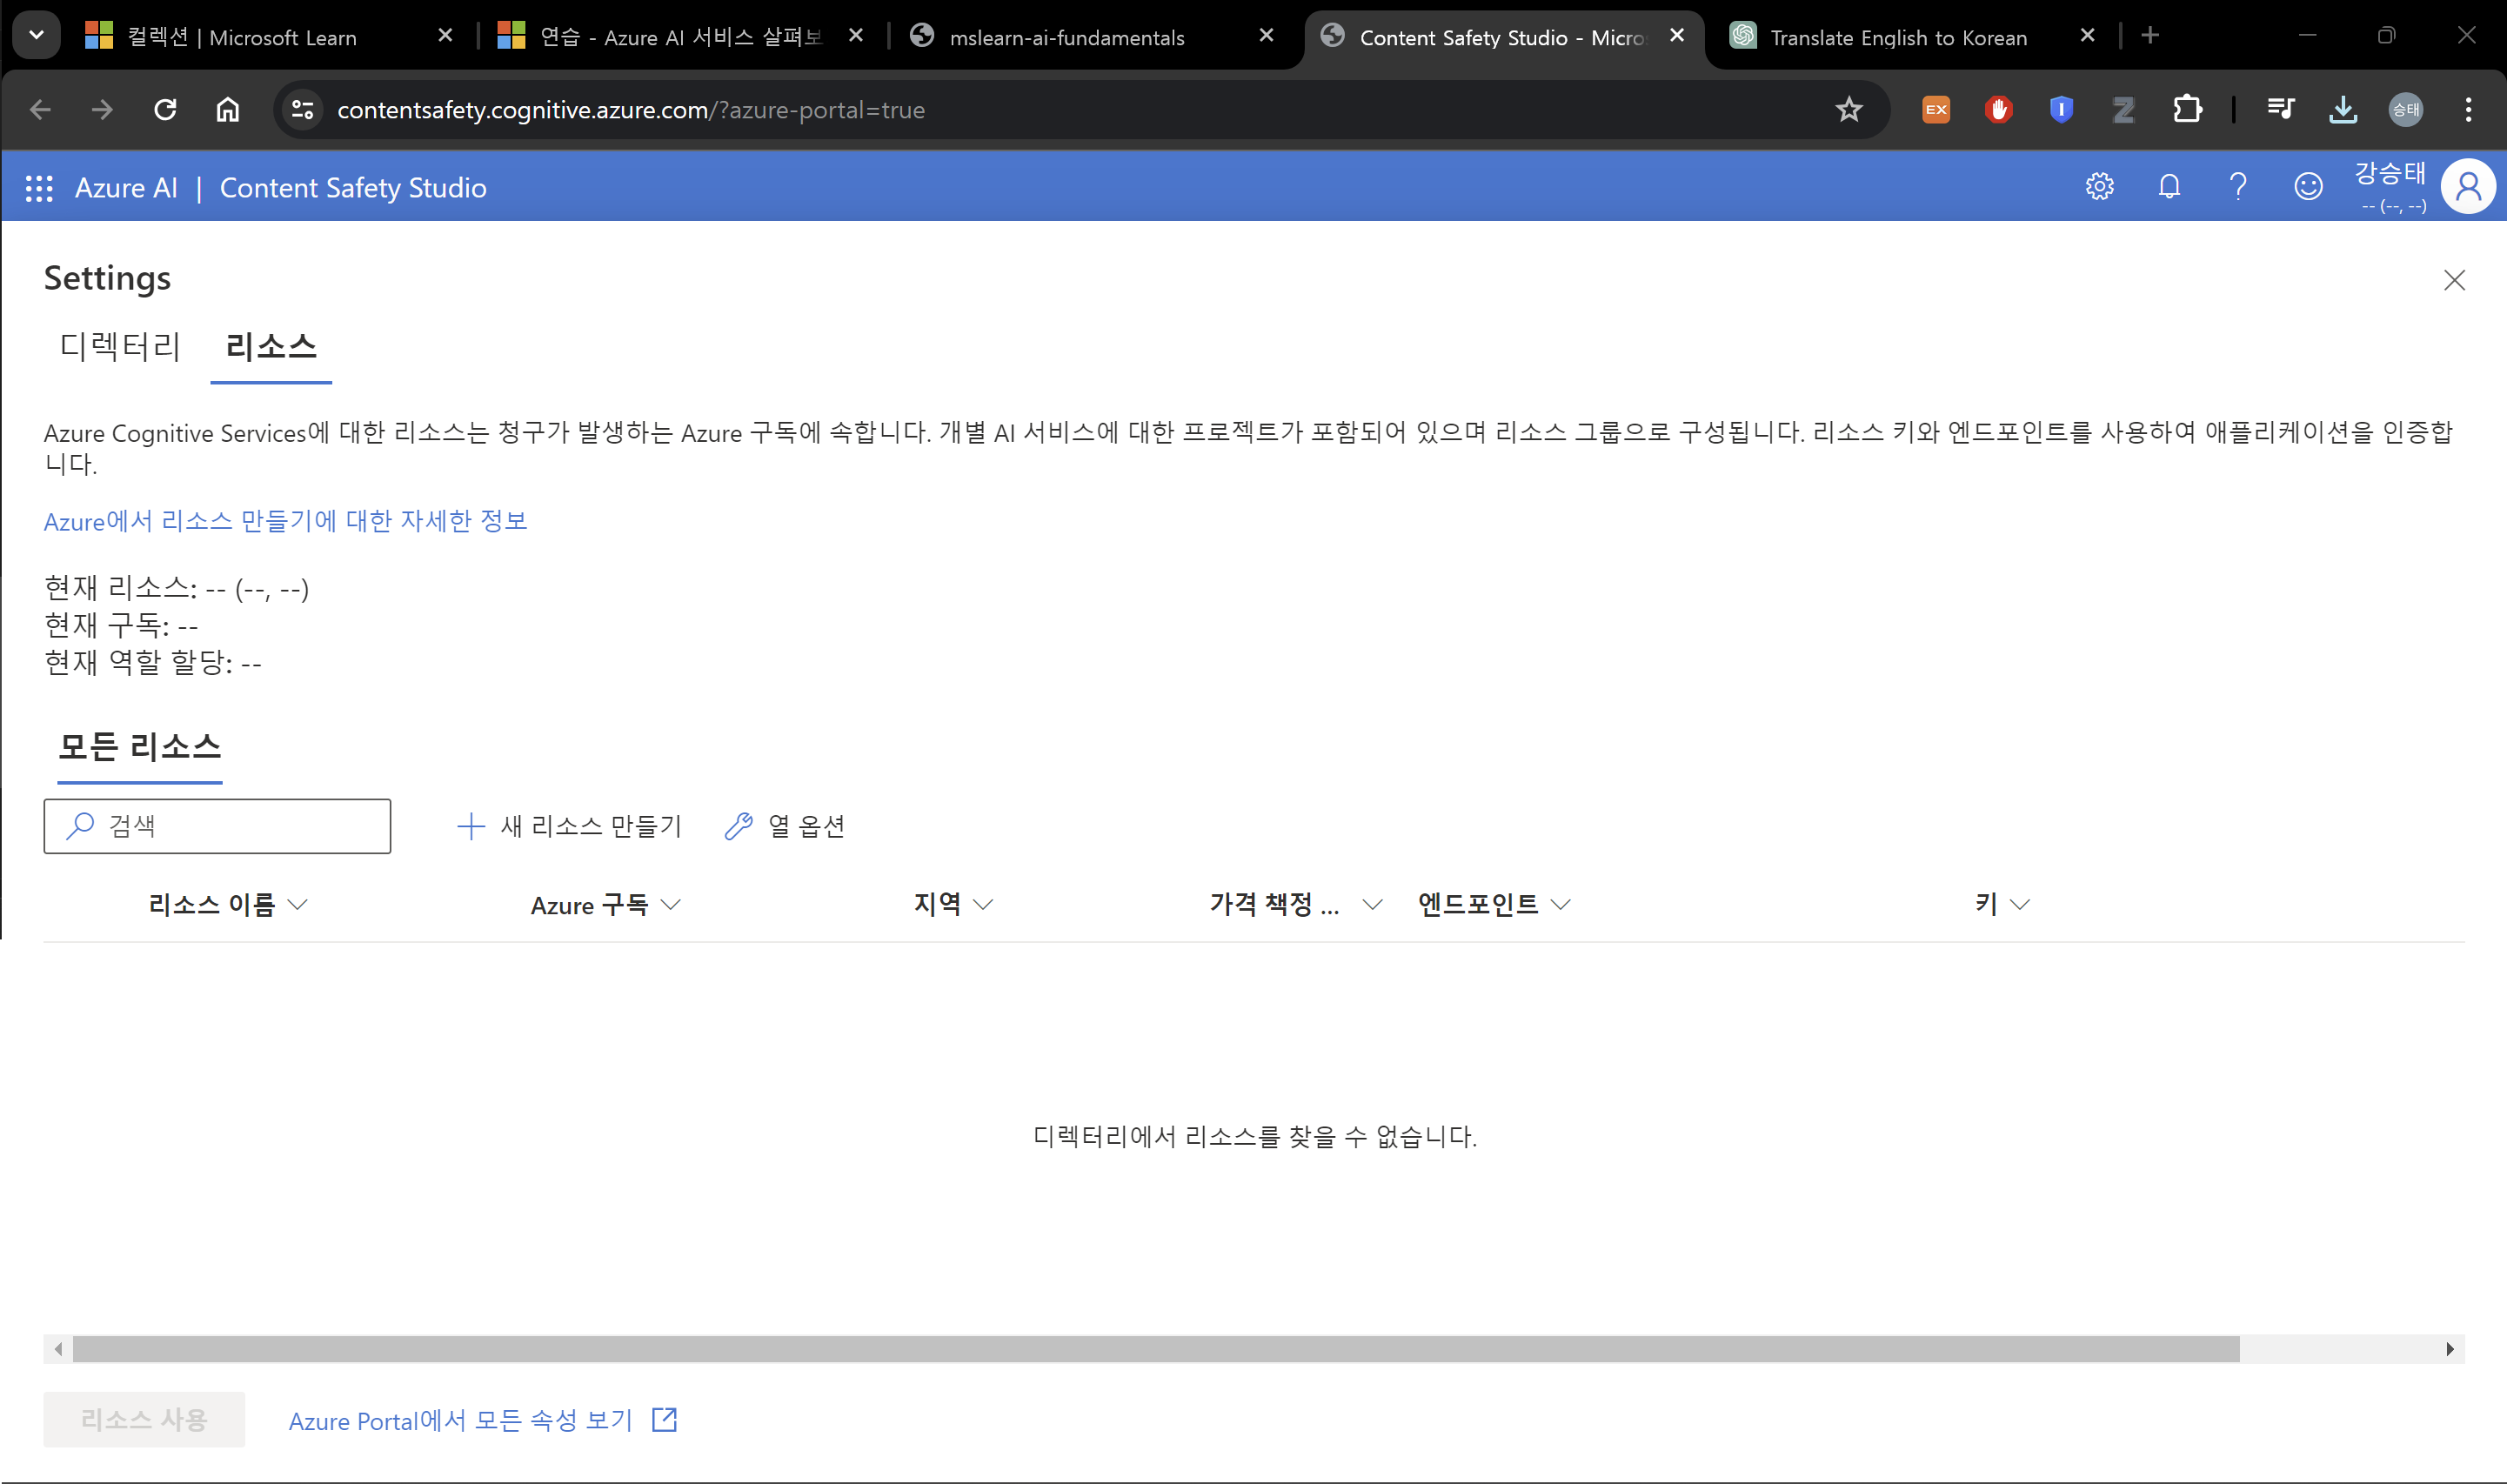 컬렉션 | Microsoft Learn
연습 - Azure AI 서비스 살펴보
mslearn-ai-fundamentals
Content Safety Studio - Micro
Translate English to Korean
contentsafety.cognitive.azure.com/?azure-portal=true
EX
승태
Azure AI | Content Safety Studio
강승태
-- (--, --)
Settings
디렉터리
리소스
Azure Cognitive Services에 대한 리소스는 청구가 발생하는 Azure 구독에 속합니다. 개별 AI 서비스에 대한 프로젝트가 포함되어 있으며 리소스 그룹으로 구성됩니다. 리소스 키와 엔드포인트를 사용하여 애플리케이션을 인증합
니다.
Azure에서 리소스 만들기에 대한 자세한 정보
현재 리소스: -- (--, --)
현재 구독: --
현재 역할 할당: --
모든 리소스
검색
새 리소스 만들기
열 옵션
리소스 이름
Azure 구독
지역
가격 책정 ...
엔드포인트
키
디렉터리에서 리소스를 찾을 수 없습니다.
리소스 사용
Azure Portal에서 모든 속성 보기